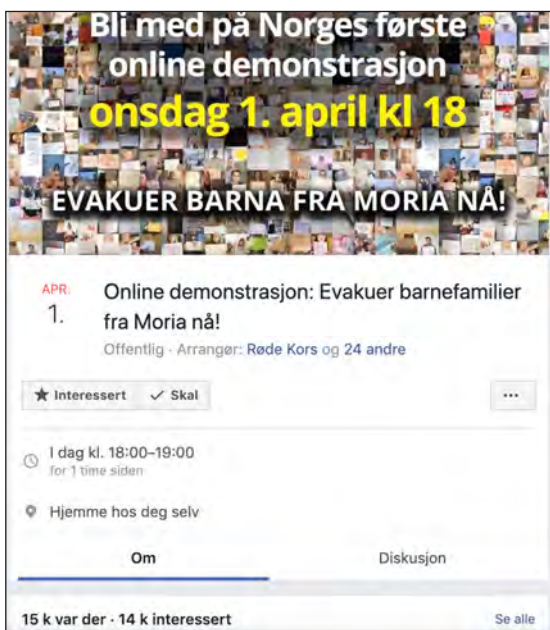 Bli med på Norges første
online demonstrasjon
onsdag 1. april kl 18
EVAKUER BARNA FRA MORIA NÅ!
APR.
1.
Online demonstrasjon: Evakuer barnefamilier
fra Moria nå!
Offentlig · Arrangør: Røde Kors og 24 andre
Interessert
Skal
...
I dag kl. 18:00–19:00
for 1 time siden
Hjemme hos deg selv
Om
Diskusjon
15 k var der · 14 k interessert
Se alle